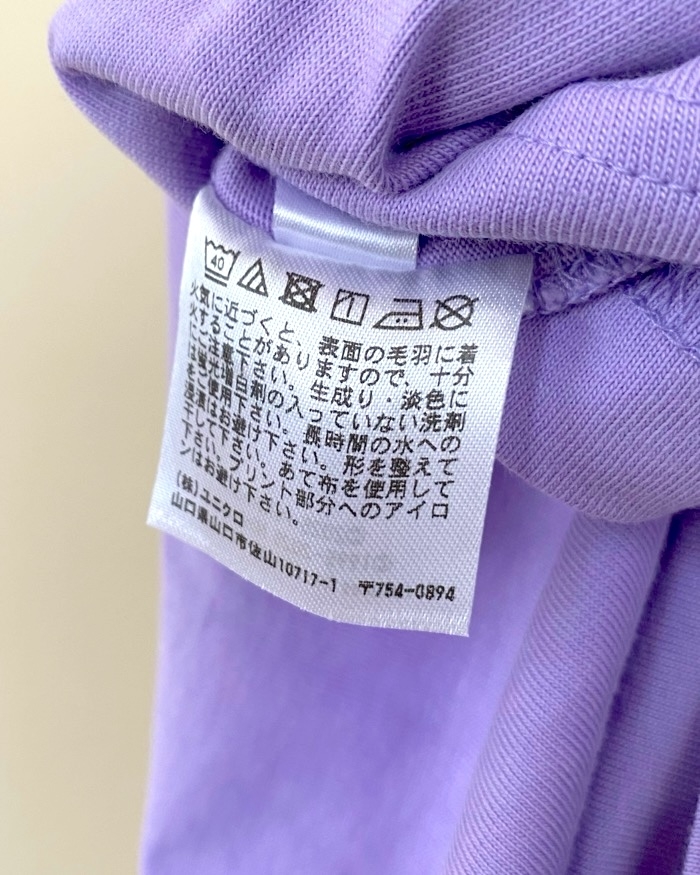 40
火気に近づくと、表面の毛羽に着
火することがありますので、十分
にご注意下さい。生成り・淡色に
は蛍光増白剤の入っていない洗剤
をご使用下さい。長時間の水への
浸漬はお避け下さい。形を整えて
干して下さい。あて布を使用して
下さい。プリント部分へのアイロ
ンはお避け下さい。
(株)ユニクロ
山口県山口市佐山10717-1 〒754-0894